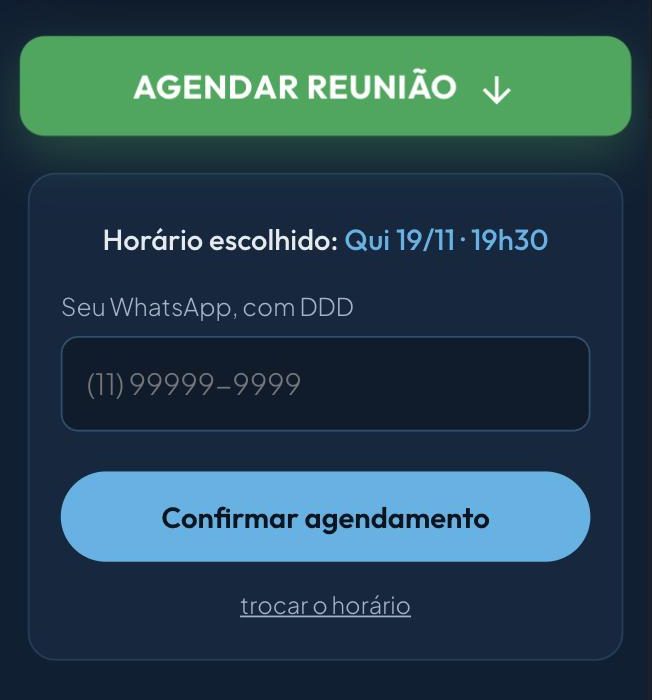 AGENDAR REUNIÃO ↓
Horário escolhido: Qui 19/11 · 19h30
Seu WhatsApp, com DDD
(11) 99999-9999
Confirmar agendamento
trocar o horário